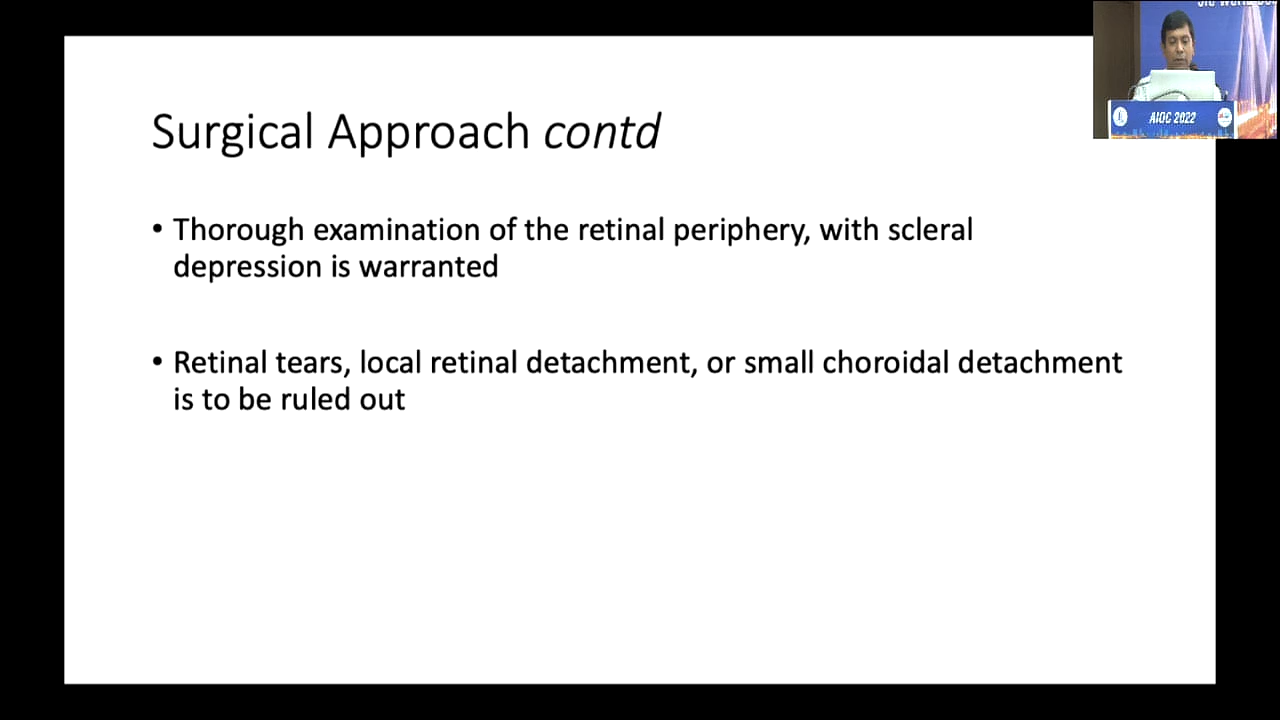 Surgical Approach contd
• Thorough examination of the retinal periphery, with scleral
depression is warranted
• Retinal tears, local retinal detachment, or small choroidal detachment
is to be ruled out
AIOC 2022